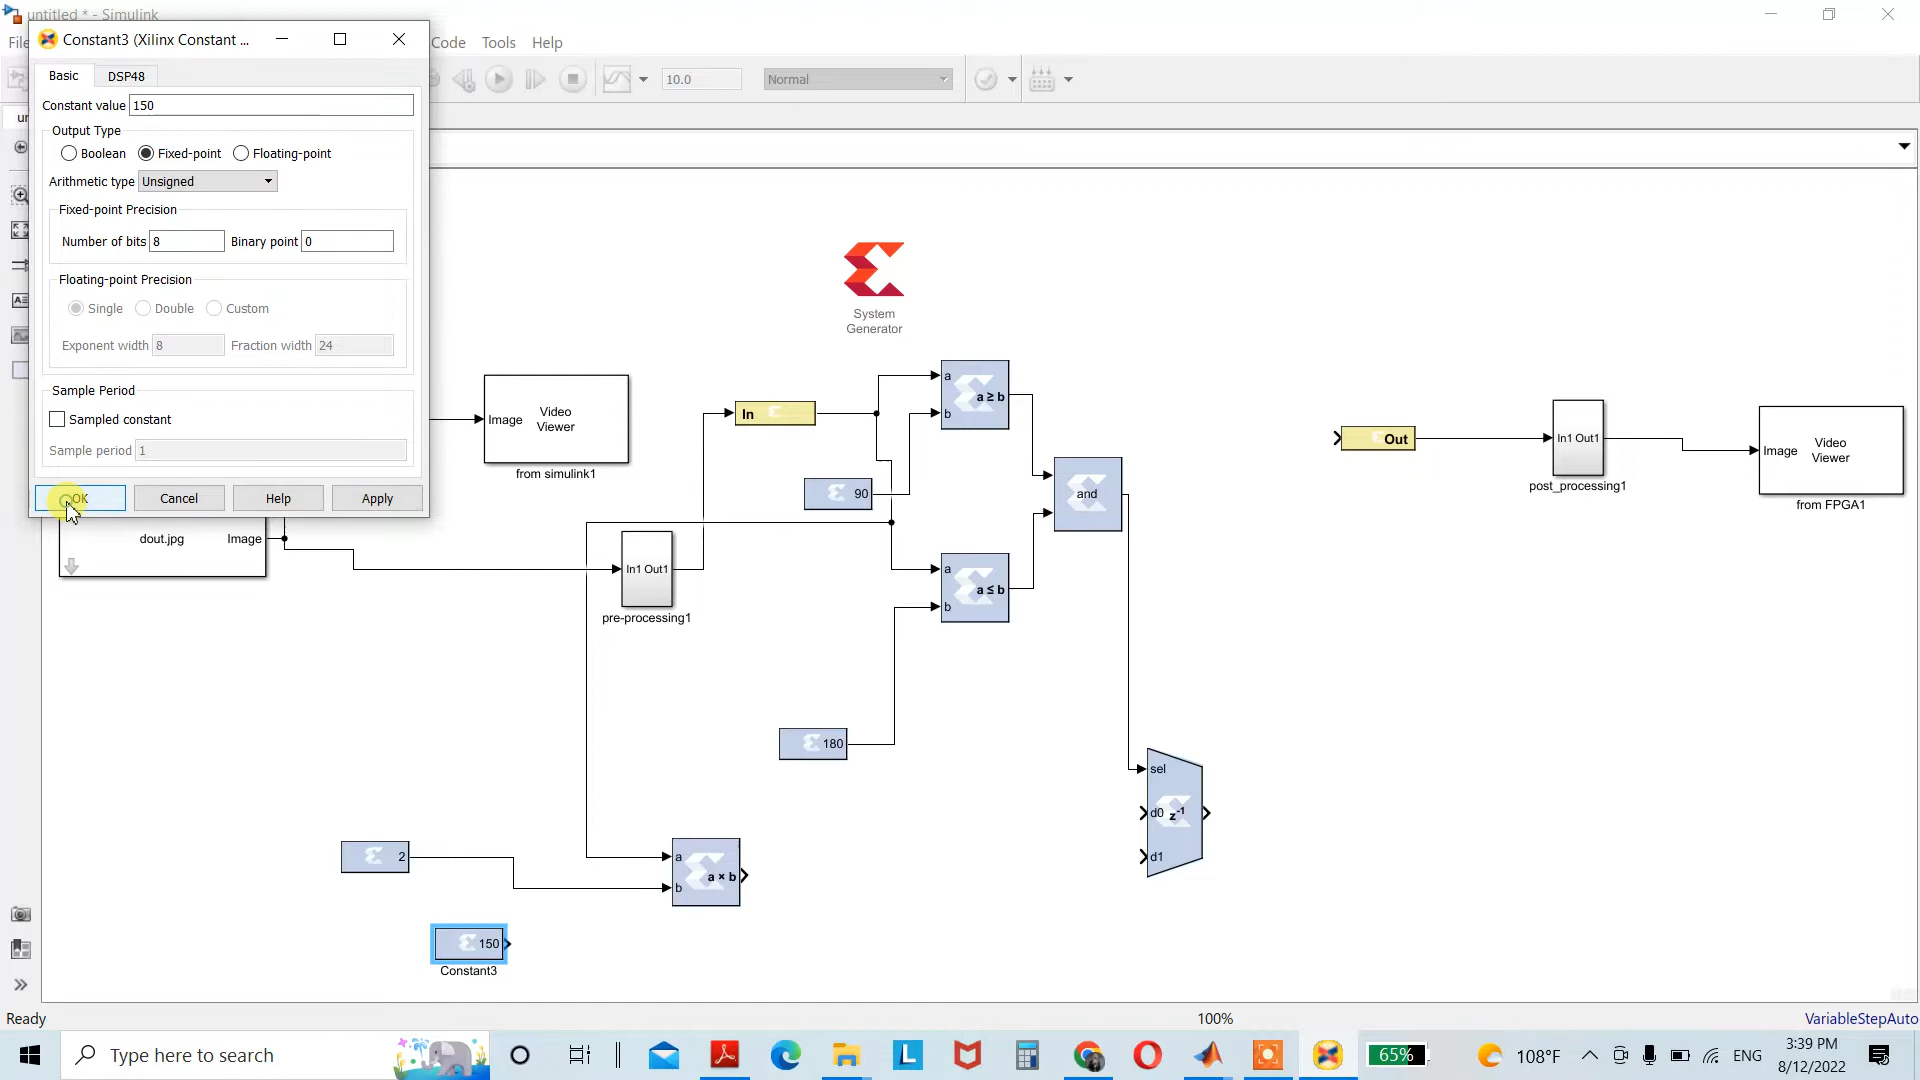 untitled * - Simulink
File
Code Tools Help
10.0
Normal
Constant3 (Xilinx Constant ...
Basic DSP48
Constant value 150
Output Type
Boolean Fixed-point Floating-point
Arithmetic type Unsigned
Fixed-point Precision
Number of bits 8 Binary point 0
Floating-point Precision
Single Double Custom
Exponent width 8 Fraction width 24
Sample Period
Sampled constant
Sample period 1
OK Cancel Help Apply
System
Generator
Image Video
Viewer
from simulink1
In
a
b
a ≥ b
90
and
a
b
a ≤ b
dout.jpg Image
In1 Out1
pre-processing1
180
Out
In1 Out1
post_processing1
Image Video
Viewer
from FPGA1
sel
d0 z-1
d1
2
a
b
a × b
150
Constant3
Ready
100%
VariableStepAuto
Type here to search
L
65%
108°F
ENG
3:39 PM
8/12/2022